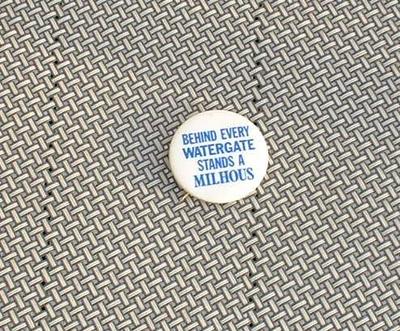 BEHIND EVERY
WATERGATE
STANDS A
MILHOUS